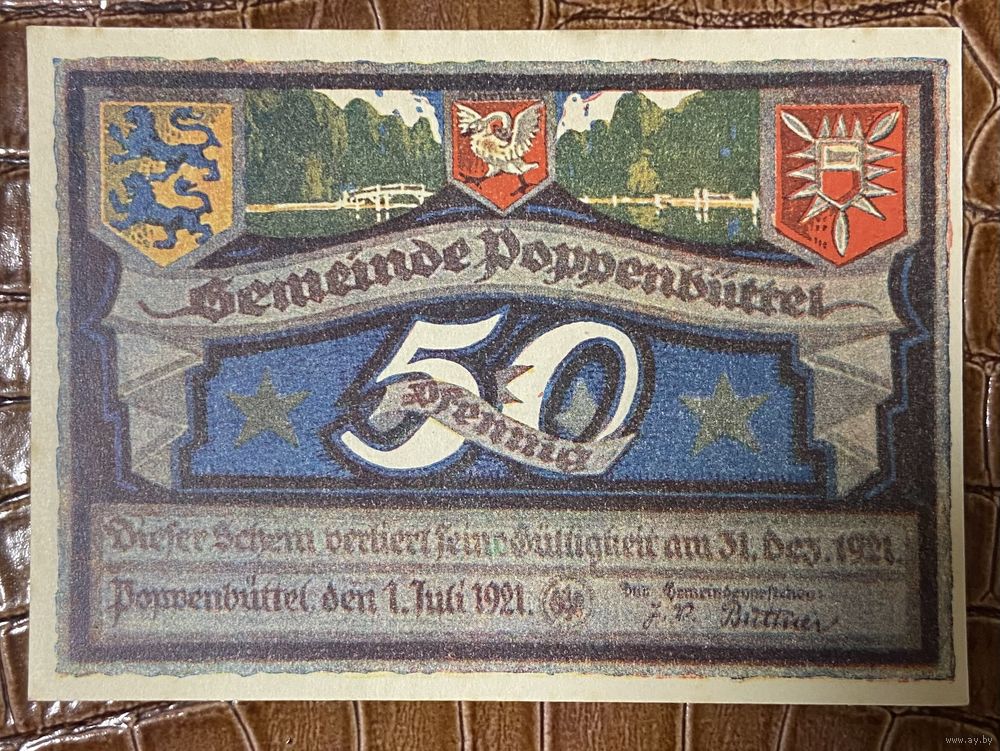 Gemeinde Poppenbüttel
50
Pfennig
Dieser Schein verliert seine Gültigkeit am 31. Dez. 1921.
Poppenbüttel, den 1. Juli 1921.
Der Gemeindevorsteher:
J. V. Büttner
www.ay.by